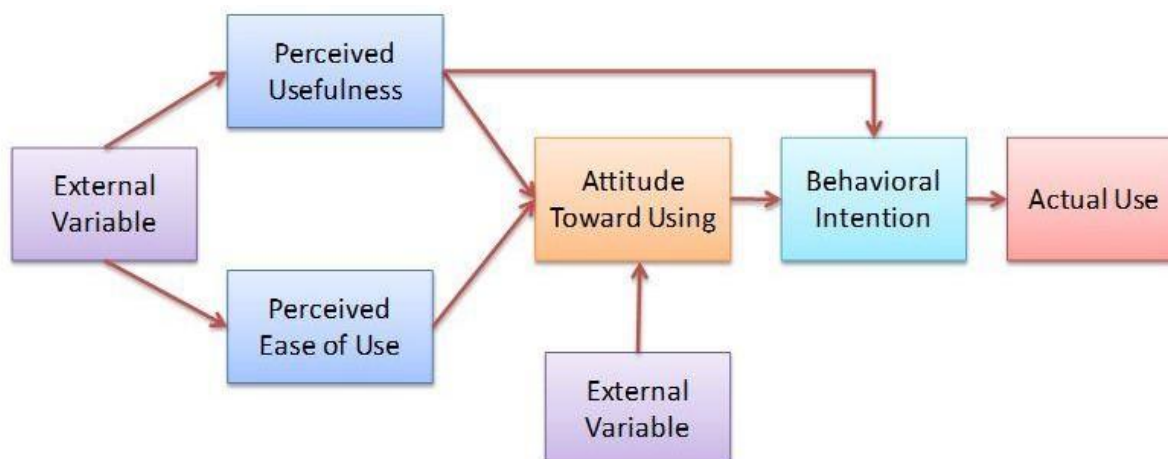 Perceived
Usefulness
External
Variable
Attitude
Toward Using
Behavioral
Intention
Actual Use
Perceived
Ease of Use
External
Variable